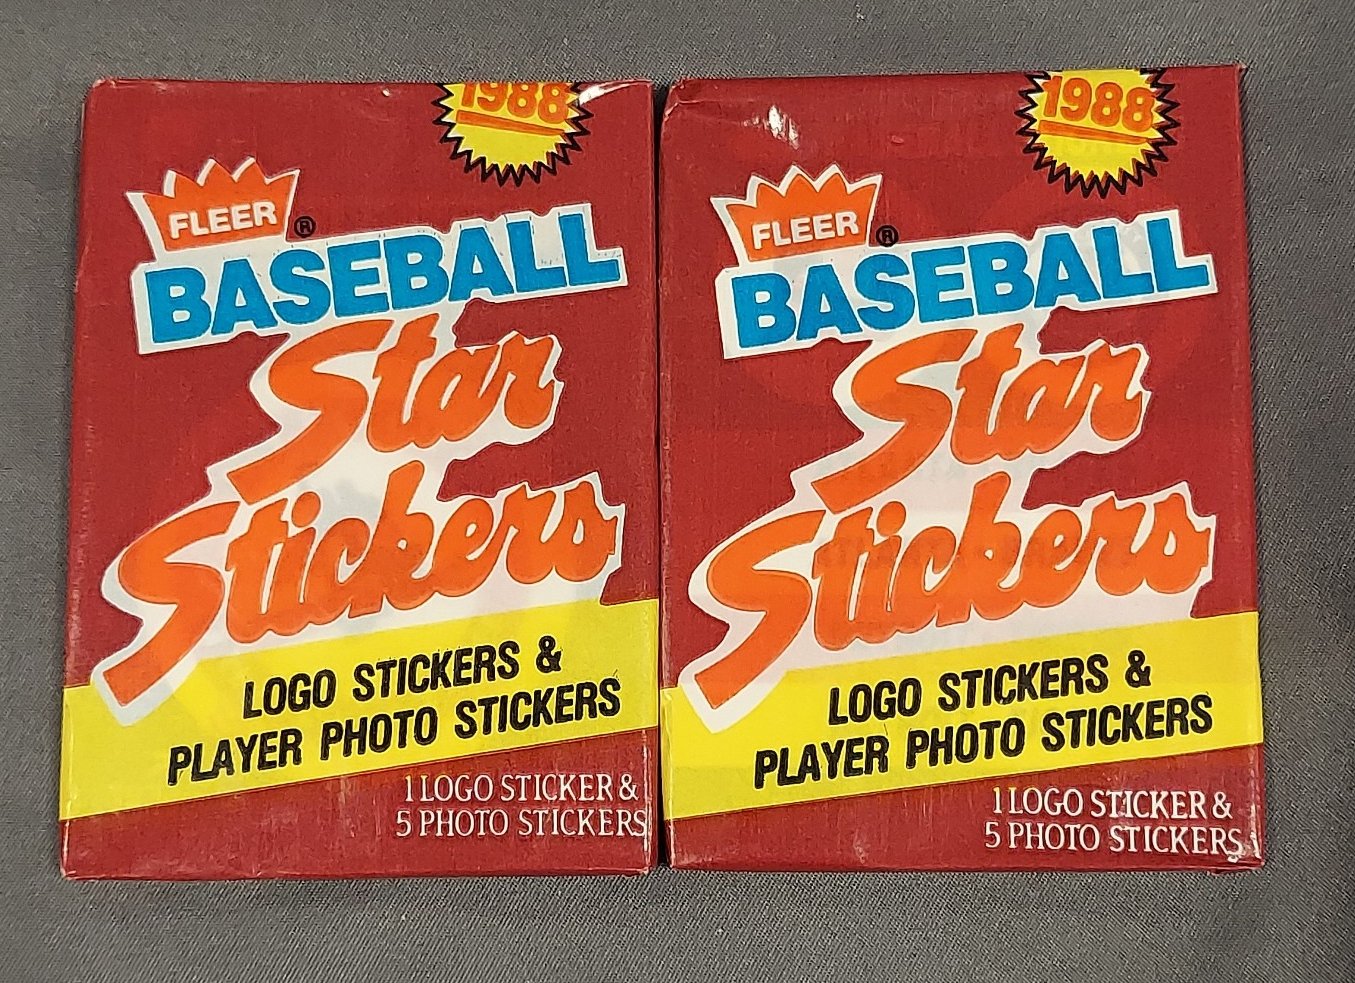 1988
FLEER®
BASEBALL
Star
Stickers
LOGO STICKERS &
PLAYER PHOTO STICKERS
1 LOGO STICKER &
5 PHOTO STICKERS
1988
FLEER®
BASEBALL
Star
Stickers
LOGO STICKERS &
PLAYER PHOTO STICKERS
1 LOGO STICKER &
5 PHOTO STICKERS